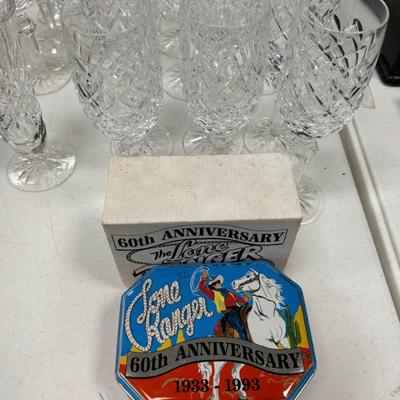 60th ANNIVERSARY
The Lone
RANGER
Lone
Ranger
60th ANNIVERSARY
1933-1993